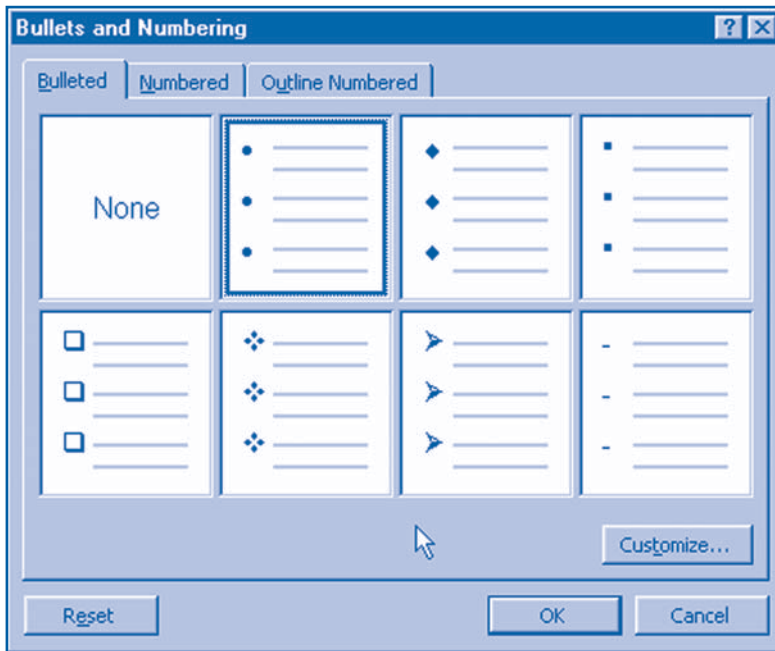 Bullets and Numbering
Bulleted Numbered Outline Numbered
None
Customize...
Reset OK Cancel